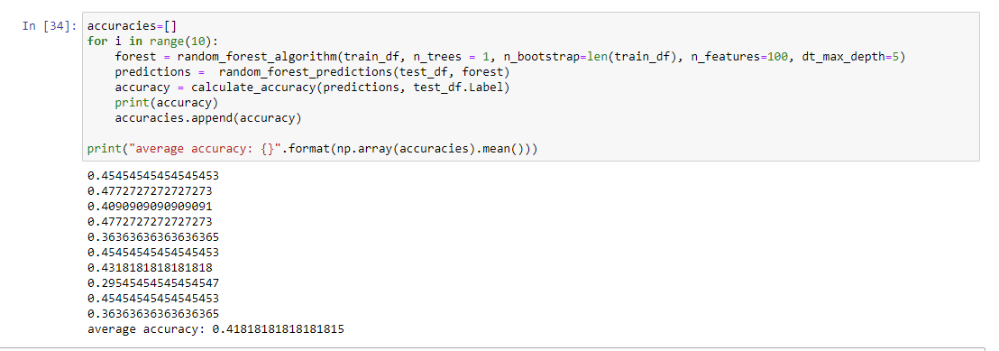 In [34]: accuracies=[]
for i in range(10):
    forest = random_forest_algorithm(train_df, n_trees = 1, n_bootstrap=len(train_df), n_features=100, dt_max_depth=5)
    predictions =  random_forest_predictions(test_df, forest)
    accuracy = calculate_accuracy(predictions, test_df.Label)
    print(accuracy)
    accuracies.append(accuracy)
print("average accuracy: {}".format(np.array(accuracies).mean()))
0.45454545454545453
0.4772727272727273
0.4090909090909091
0.4772727272727273
0.36363636363636365
0.45454545454545453
0.4318181818181818
0.29545454545454547
0.45454545454545453
0.36363636363636365
average accuracy: 0.41818181818181815